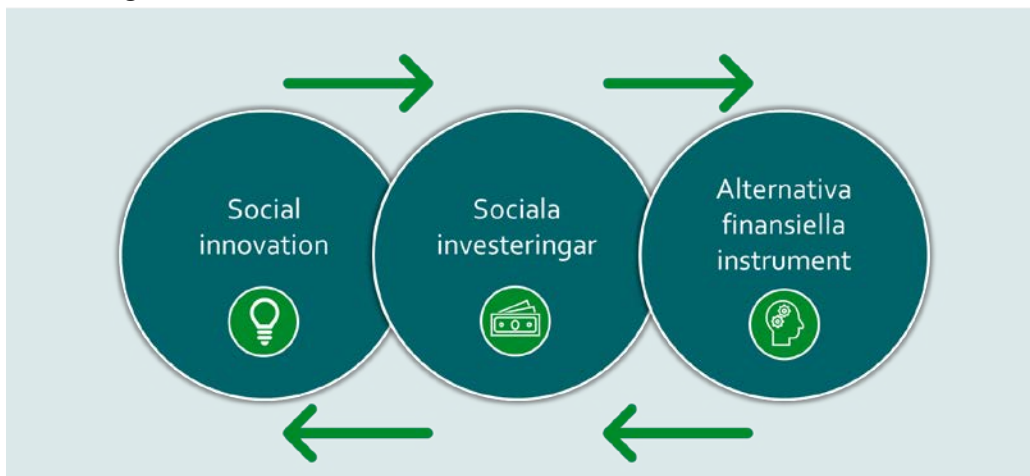 Social
innovation
Sociala
investeringar
Alternativa
finansiella
instrument